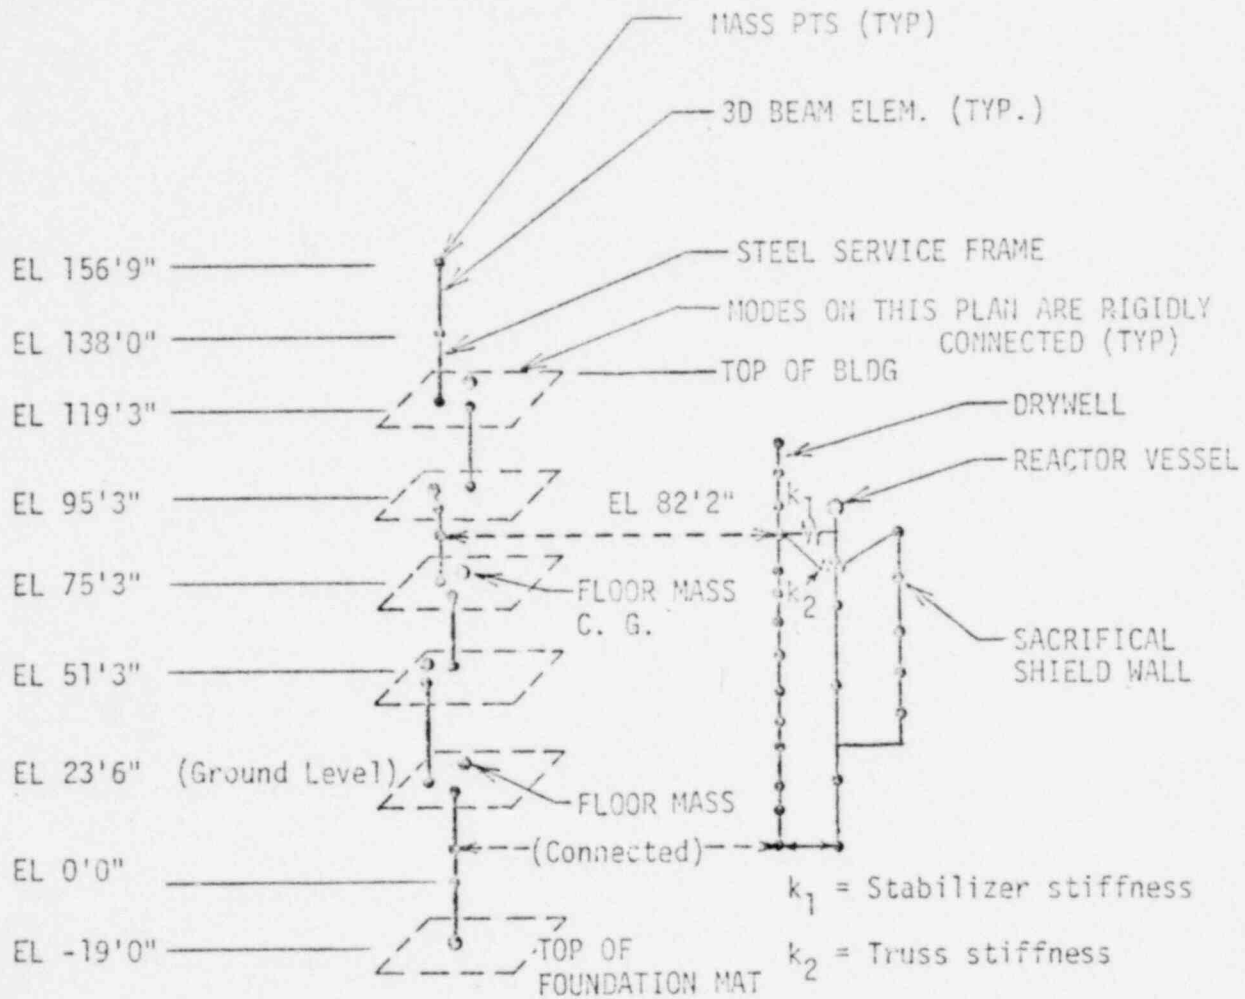 MASS PTS (TYP)
3D BEAM ELEM. (TYP.)
EL 156'9"
STEEL SERVICE FRAME
MODES ON THIS PLAN ARE RIGIDLY
CONNECTED (TYP)
EL 138'0"
TOP OF BLDG
EL 119'3"
DRYWELL
REACTOR VESSEL
EL 95'3"
EL 82'2"
k1
EL 75'3"
FLOOR MASS
C. G.
k2
SACRIFICAL
SHIELD WALL
EL 51'3"
EL 23'6" (Ground Level)
FLOOR MASS
(Connected)
EL 0'0"
k1 = Stabilizer stiffness
EL -19'0"
TOP OF
FOUNDATION MAT
k2 = Truss stiffness